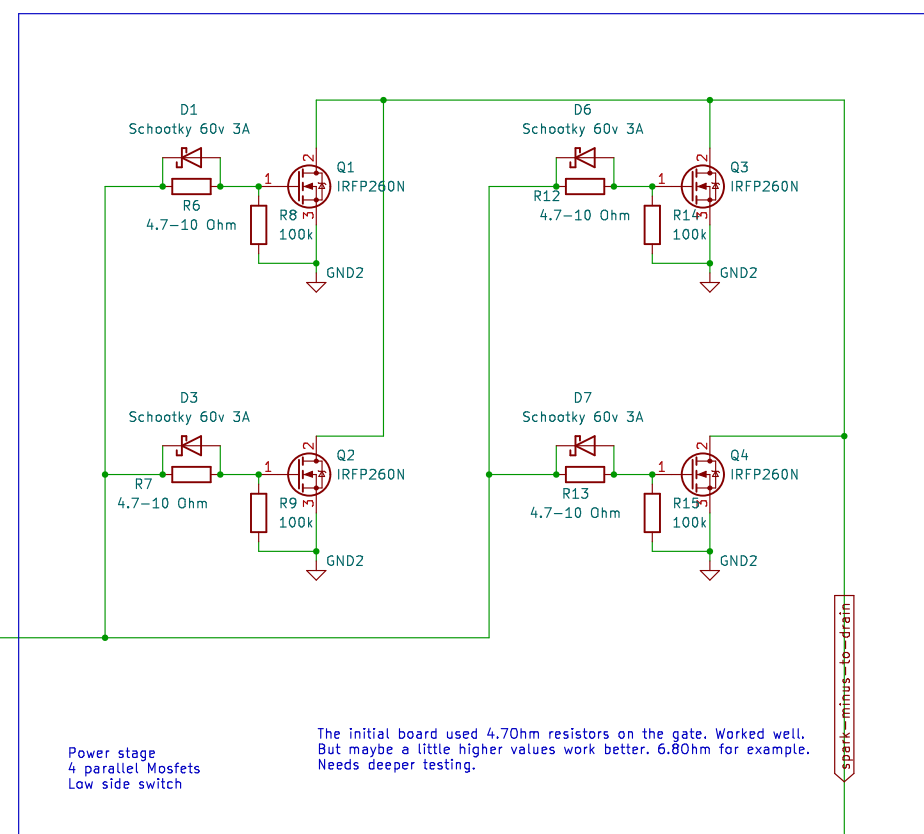 D1
Schootky 60v 3A
2
Q1
1
IRFP260N
R6
R8
3
4.7-10 Ohm
100k
GND2
D6
Schootky 60v 3A
2
Q3
1
IRFP260N
R12
R14
3
4.7-10 Ohm
100k
GND2
D3
Schootky 60v 3A
2
Q2
1
IRFP260N
R7
R9
3
4.7-10 Ohm
100k
GND2
D7
Schootky 60v 3A
2
Q4
1
IRFP260N
R13
R15
3
4.7-10 Ohm
100k
GND2
spark-minus-to-drain
Power stage
4 parallel Mosfets
Low side switch
The initial board used 4.7Ohm resistors on the gate. Worked well.
But maybe a little higher values work better. 6.8Ohm for example.
Needs deeper testing.